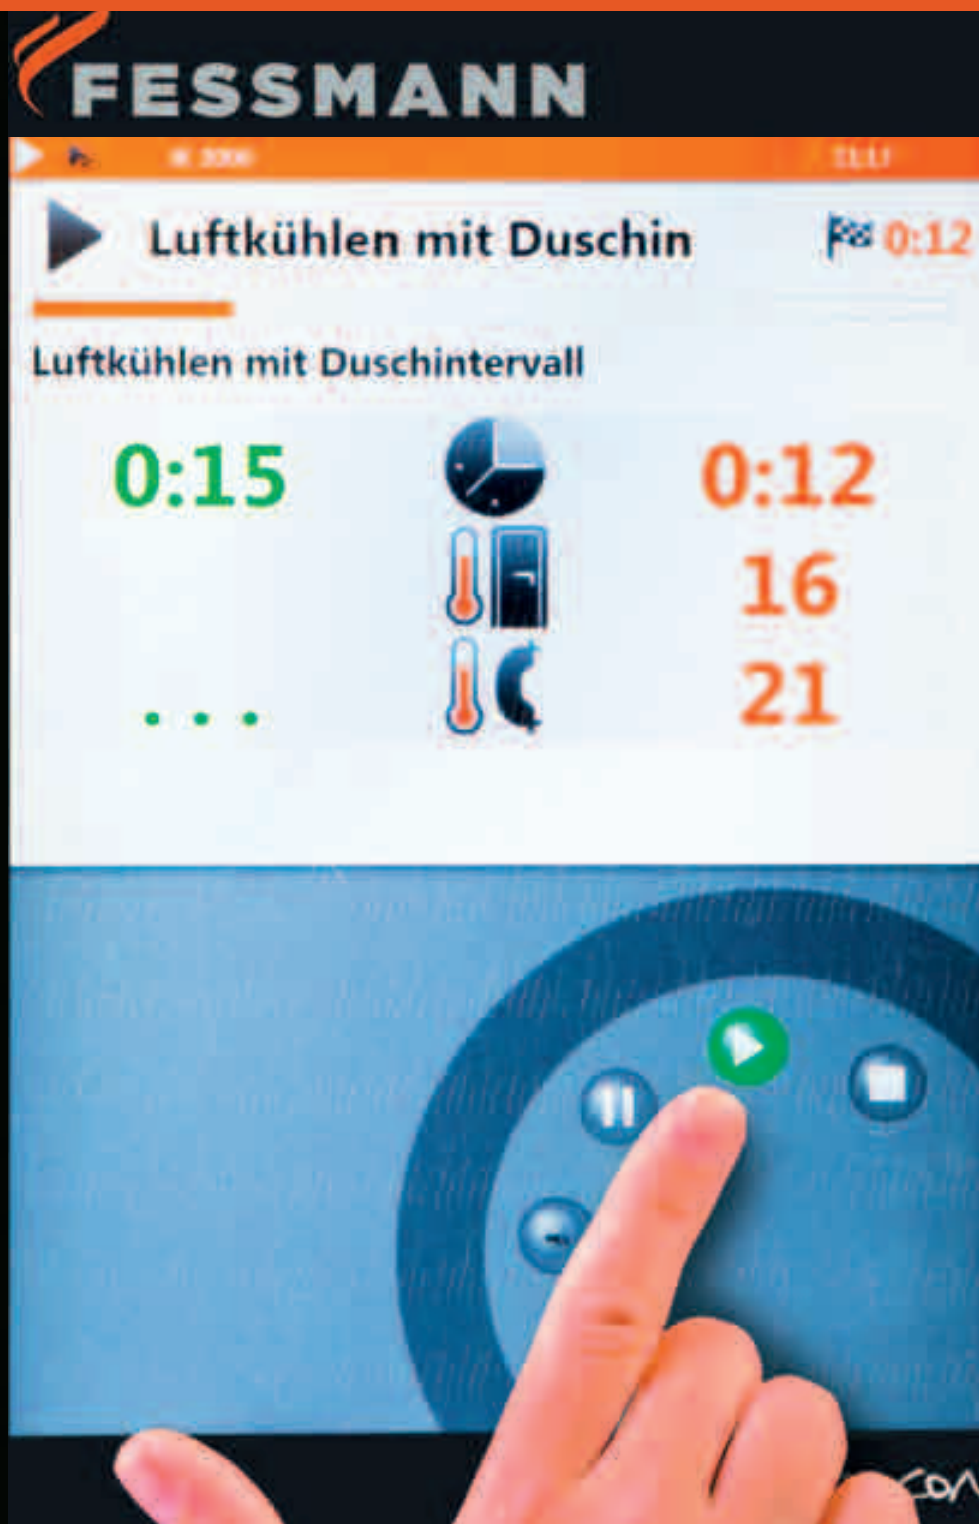 FESSMANN
Luftkühlen mit Duschin 0:12
Luftkühlen mit Duschintervall
0:15 0:12
16
... 21